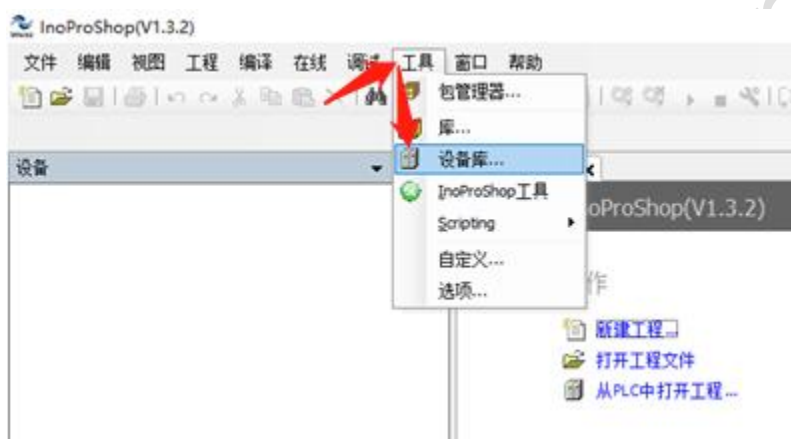 InoProShop(V1.3.2)
文件 编辑 视图 工程 编译 在线 调试 工具 窗口 帮助
包管理器...
库...
设备库...
设备
InoProShop工具
oProShop(V1.3.2)
Scripting
自定义...
作
选项...
新建工程...
打开工程文件
从PLC中打开工程...